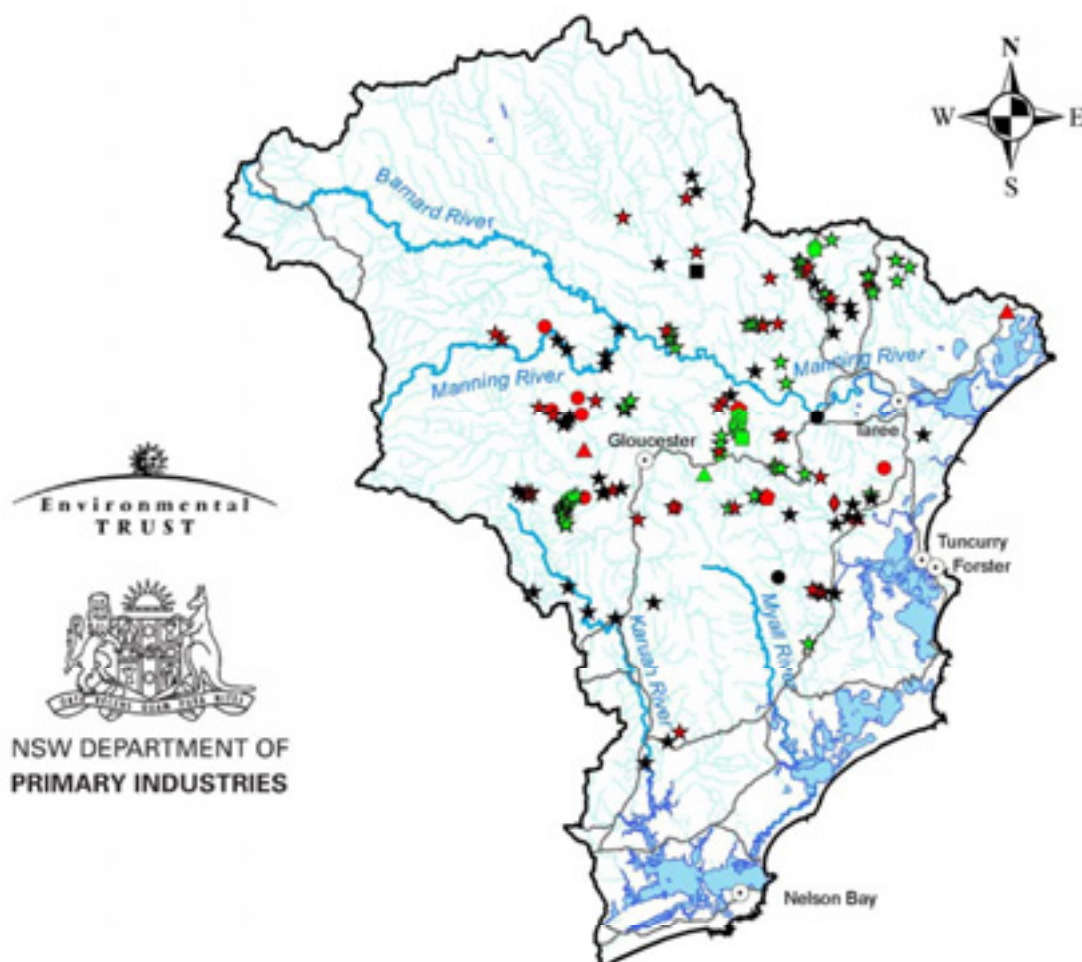 N
W
E
S
Barnard River
Manning River
Manning River
Gloucester
Taree
Environmental
TRUST
Tuncurry
Forster
Karuah River
Myall River
NSW DEPARTMENT OF
PRIMARY INDUSTRIES
Nelson Bay